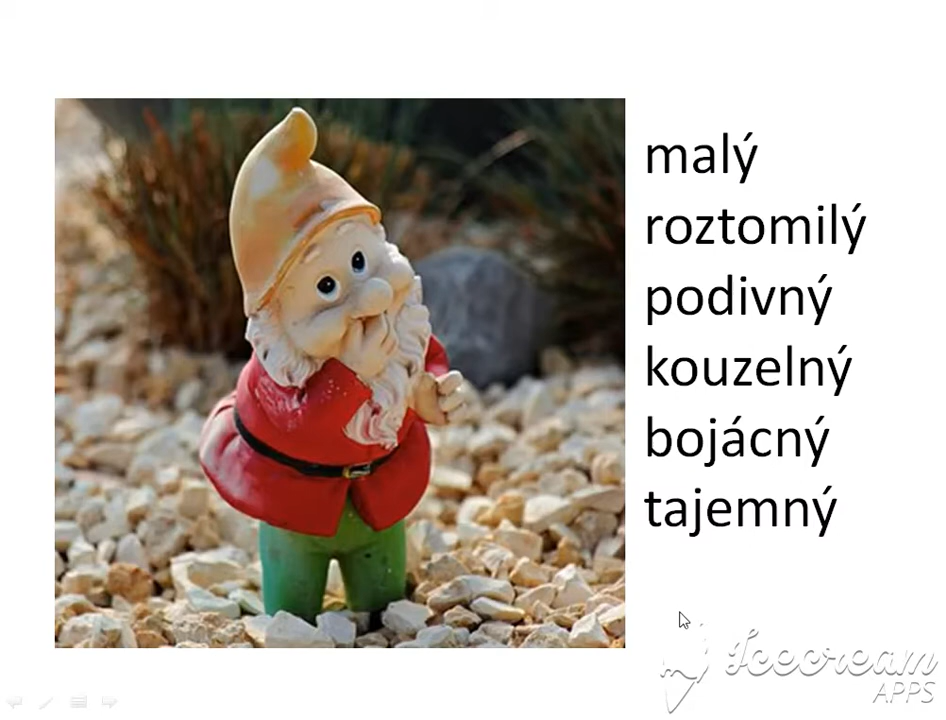 malý
roztomilý
podivný
kouzelný
bojácný
tajemný
Icecream
APPS